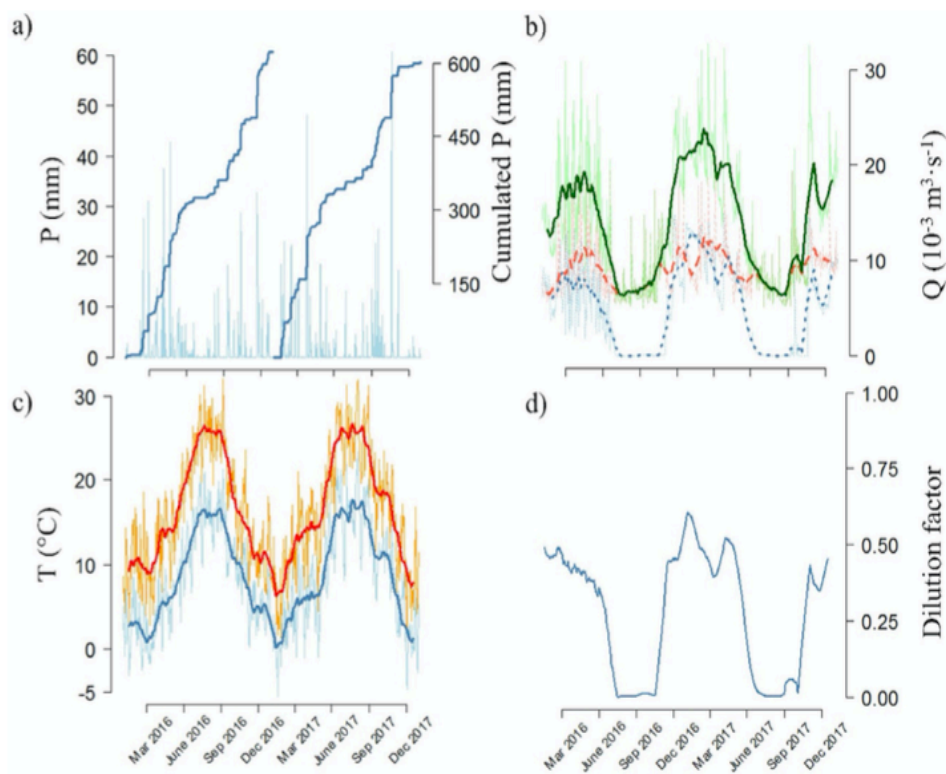 a)
60
50
40
30
20
10
0
P (mm)
600
450
300
150
Cumulated P (mm)
b)
30
20
10
0
Q (10⁻³ m³·s⁻¹)
c)
30
20
10
0
-5
T (°C)
Mar 2016
June 2016
Sep 2016
Dec 2016
Mar 2017
June 2017
Sep 2017
Dec 2017
d)
1.00
0.75
0.50
0.25
0.00
Dilution factor
Mar 2016
June 2016
Sep 2016
Dec 2016
Mar 2017
June 2017
Sep 2017
Dec 2017